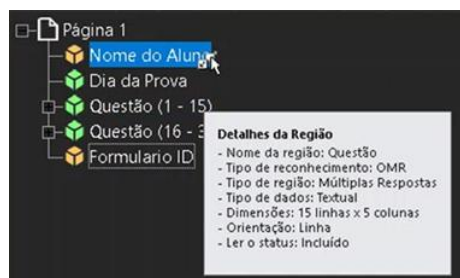 Página 1
Nome do Aluno
Dia da Prova
Questão (1 - 15)
Questão (16 - 3
Formulario ID
Detalhes da Região
- Nome da região: Questão
- Tipo de reconhecimento: OMR
- Tipo de região: Múltiplas Respostas
- Tipo de dados: Textual
- Dimensões: 15 linhas x 5 colunas
- Orientação: Linha
- Ler o status: Incluído